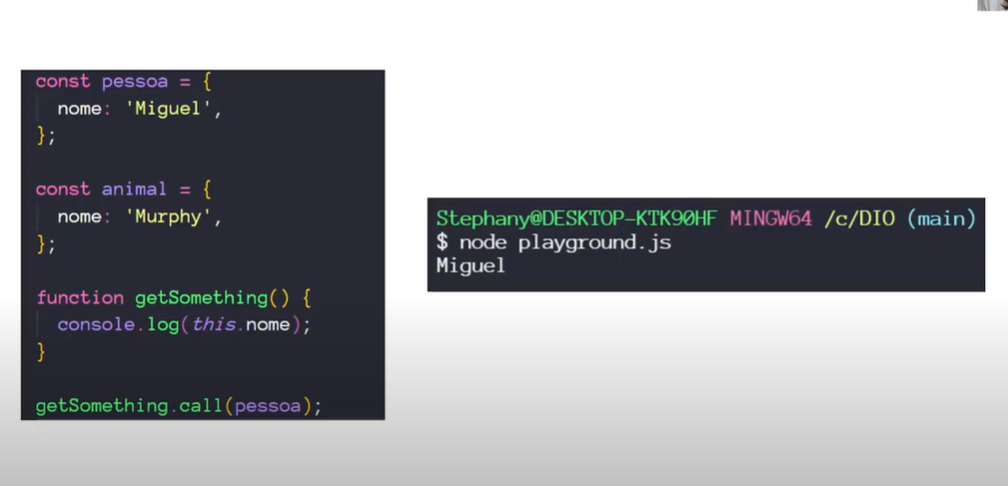 const pessoa = {
nome: 'Miguel',
};
const animal = {
nome: 'Murphy',
};
function getSomething() {
console.log(this.nome);
}
getSomething.call(pessoa);
Stephany@DESKTOP-KTK90HF MINGW64 /c/DIO (main)
$ node playground.js
Miguel